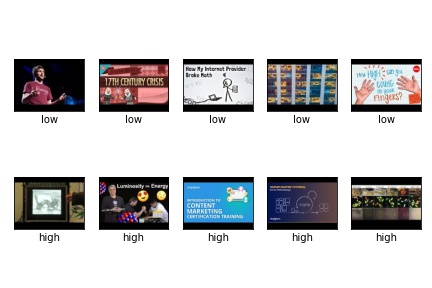 17TH CENTURY CRISIS
How My Internet Provider
Broke Math
HOW HIGH can you
COUNT
on your
FINGERS?
low
low
low
low
low
Luminosity vs Energy
INTRODUCTION TO
CONTENT
MARKETING
CERTIFICATION TRAINING
high
high
high
high
high